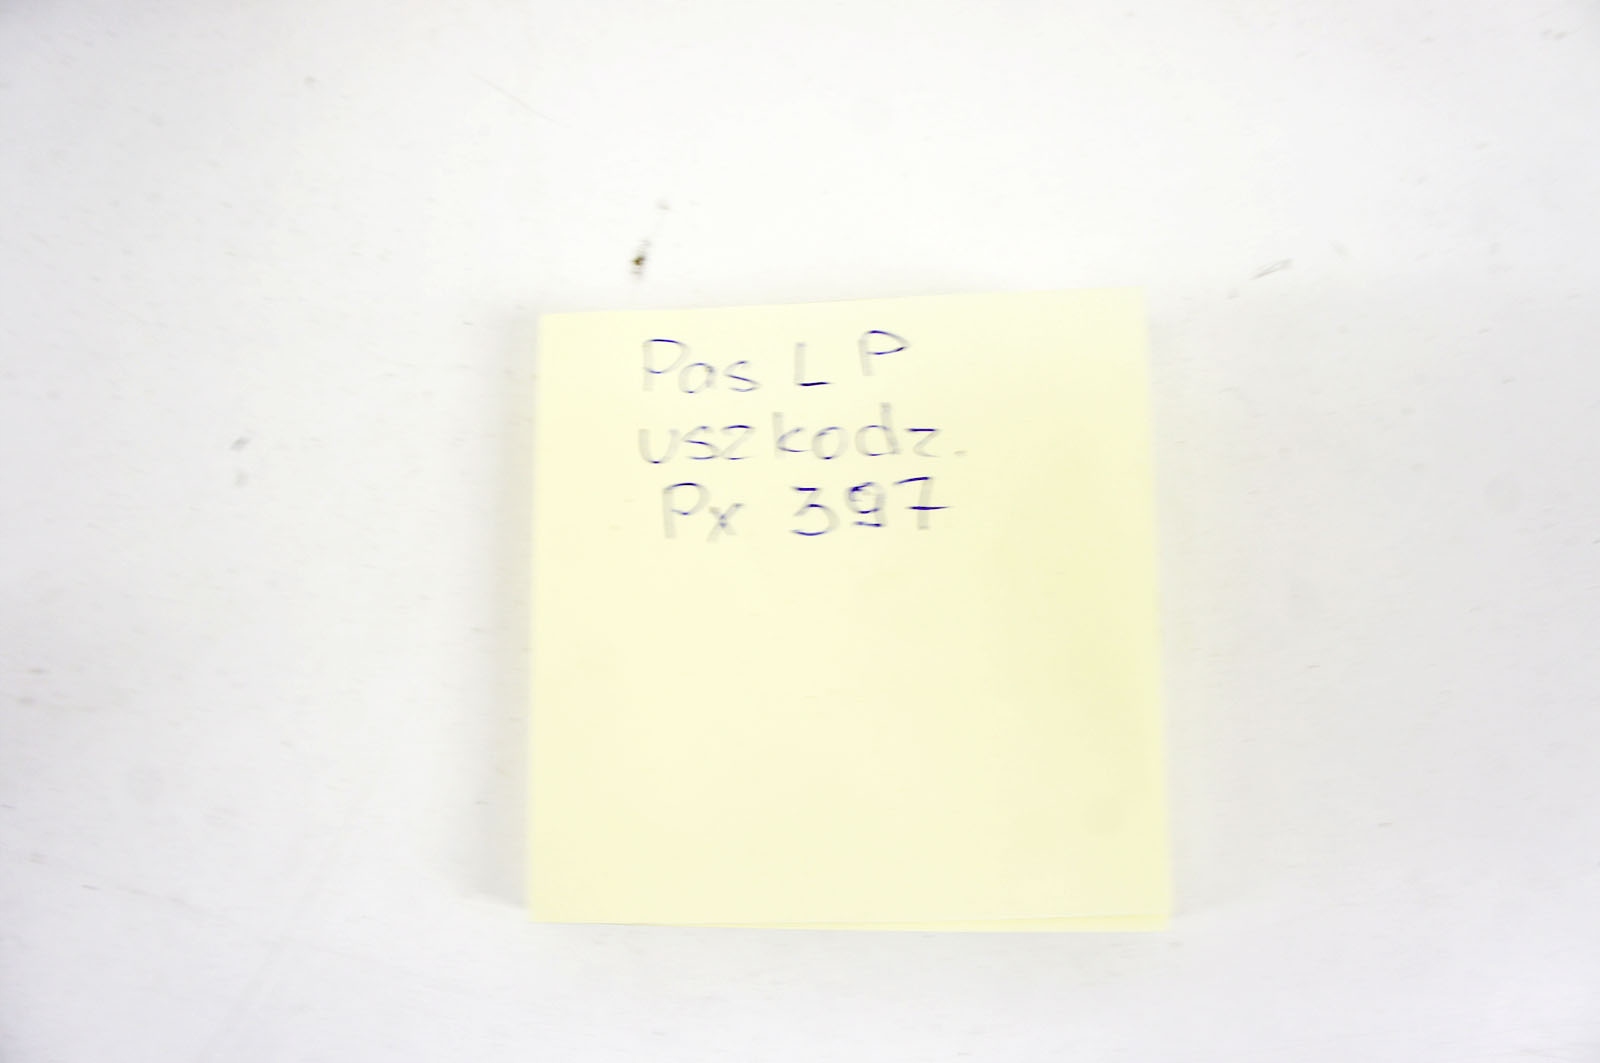 Pas L P
uszkodz.
Px 397